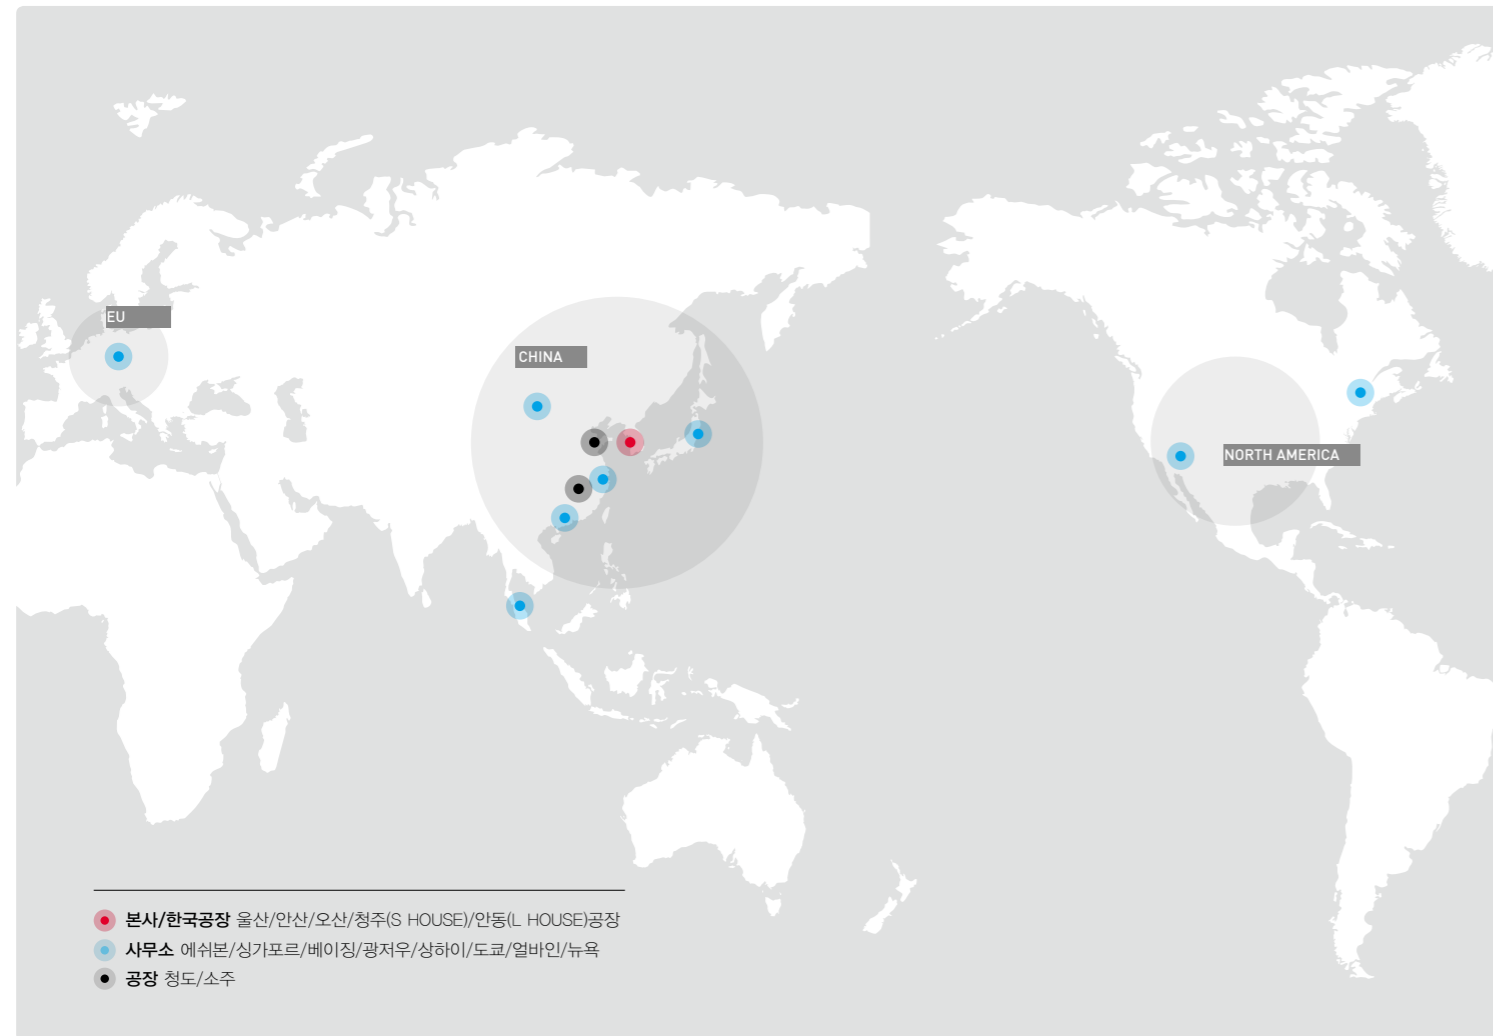 EU
CHINA
NORTH AMERICA
본사/한국공장 울산/안산/오산/청주(S HOUSE)/안동(L HOUSE)공장
사무소 에쉬본/싱가포르/베이징/광저우/상하이/도쿄/얼바인/뉴욕
공장 청도/소주